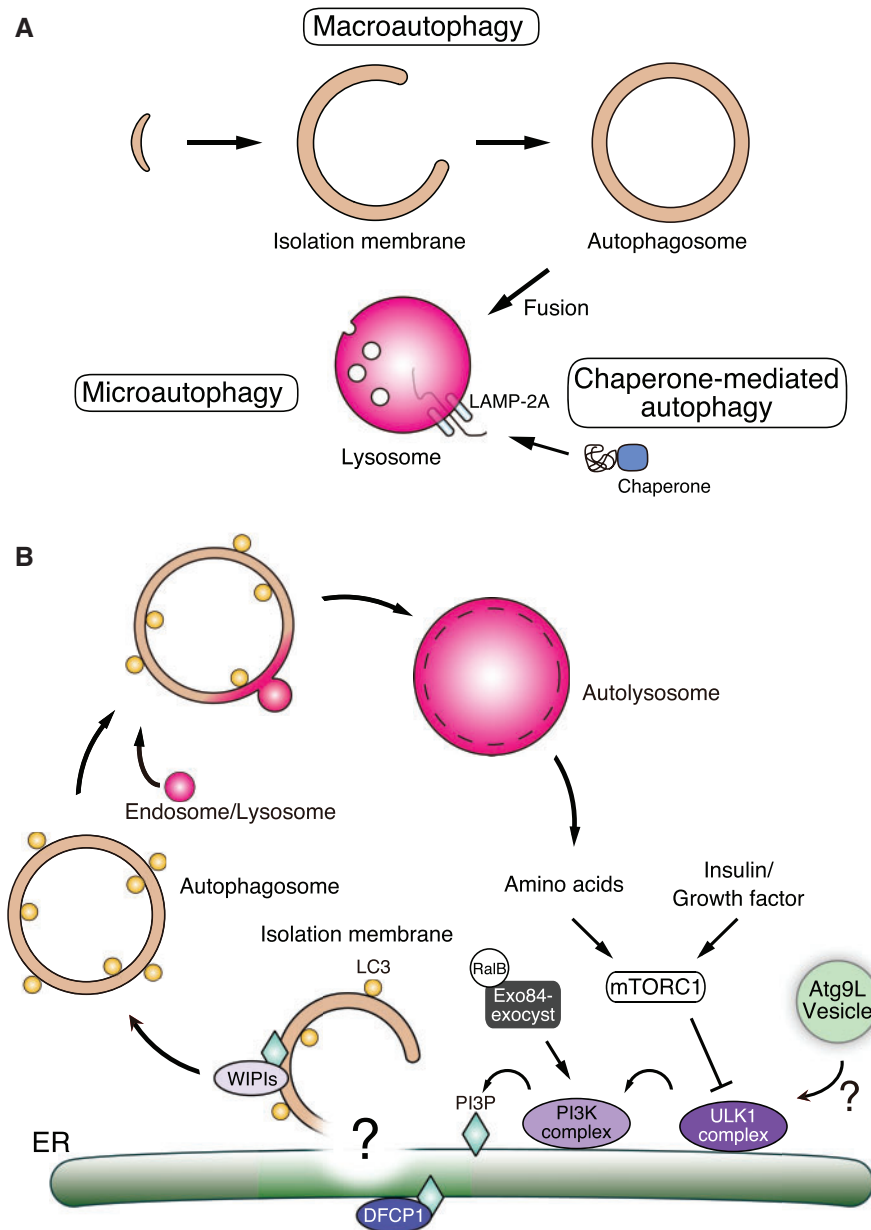 A
Macroautophagy
Isolation membrane
Autophagosome
Fusion
Microautophagy
LAMP-2A
Chaperone-mediated
autophagy
Lysosome
Chaperone
B
Autolysosome
Endosome/Lysosome
Autophagosome
Amino acids
Insulin/
Growth factor
Isolation membrane
LC3
RalB
Exo84-
exocyst
mTORC1
Atg9L
Vesicle
WIPIs
PI3P
PI3K
complex
ULK1
complex
?
?
ER
DFCP1